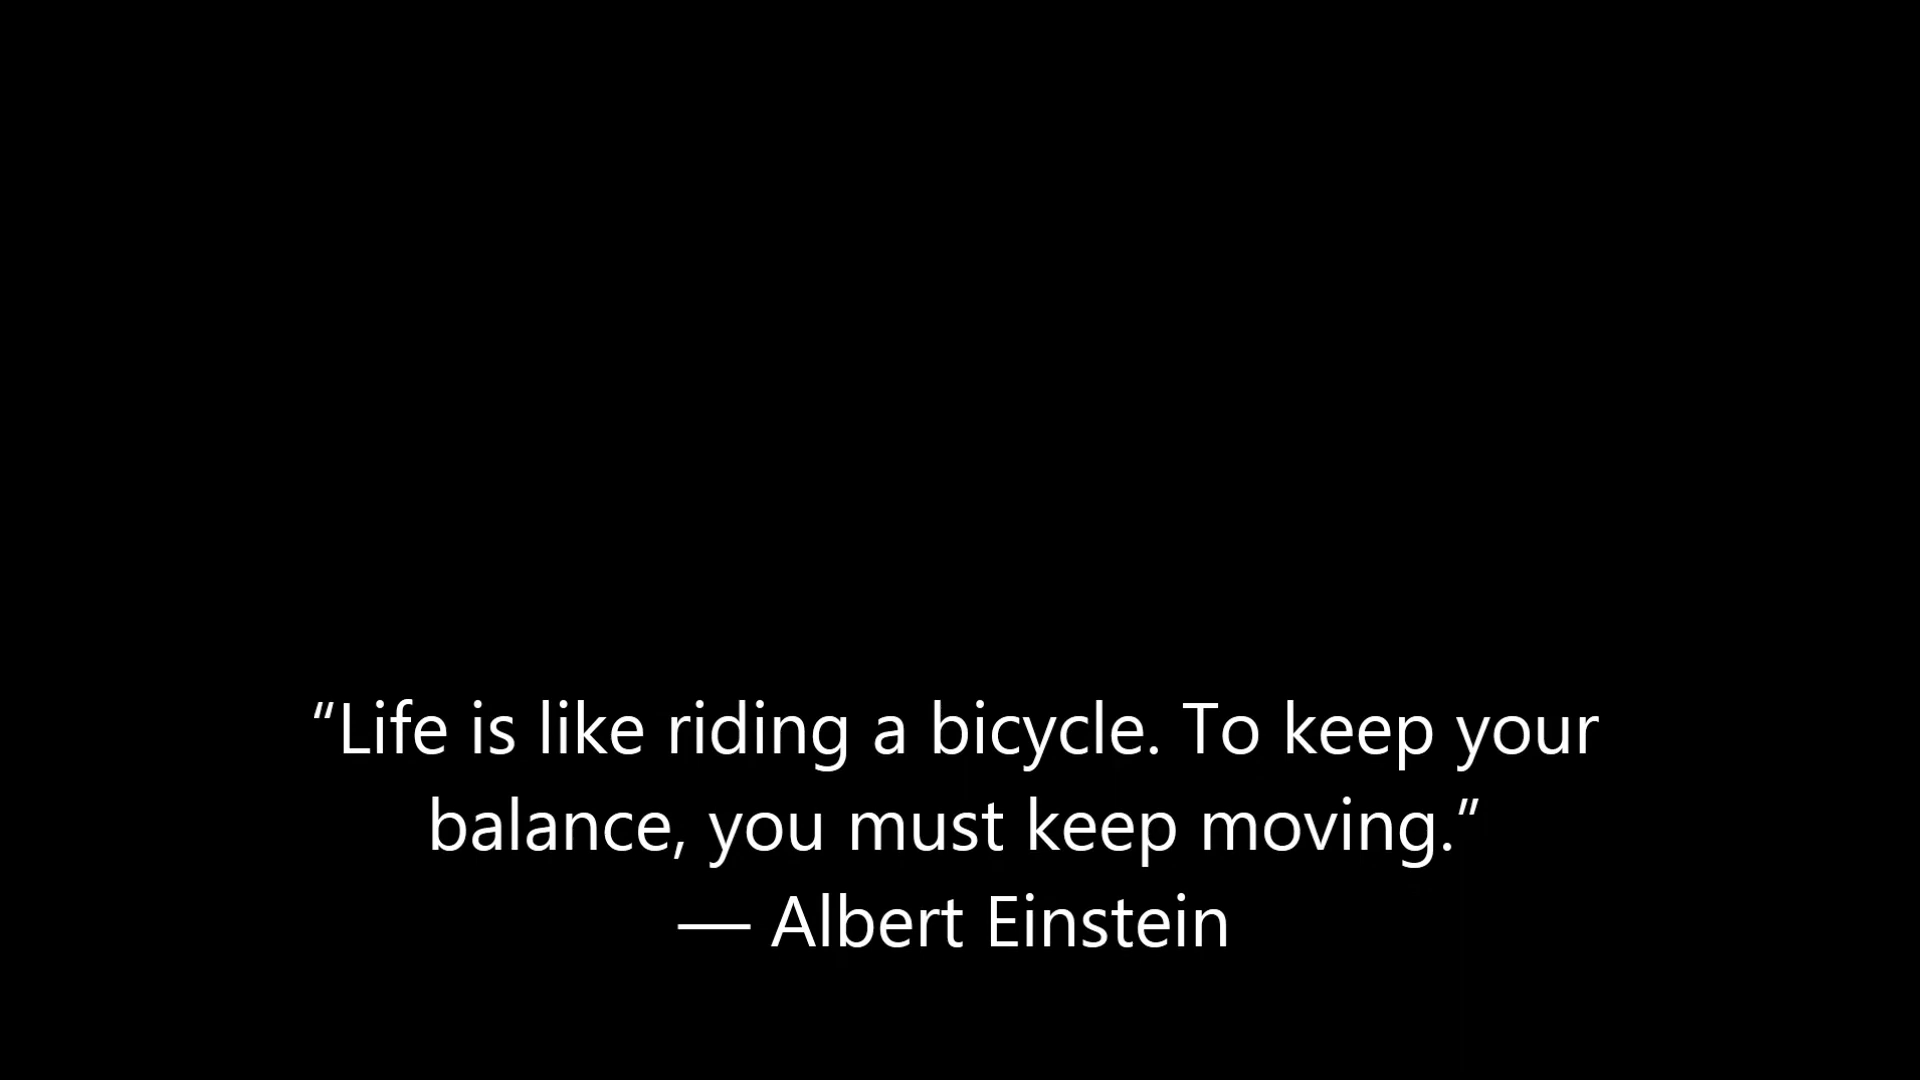 “Life is like riding a bicycle. To keep your
balance, you must keep moving.”
— Albert Einstein